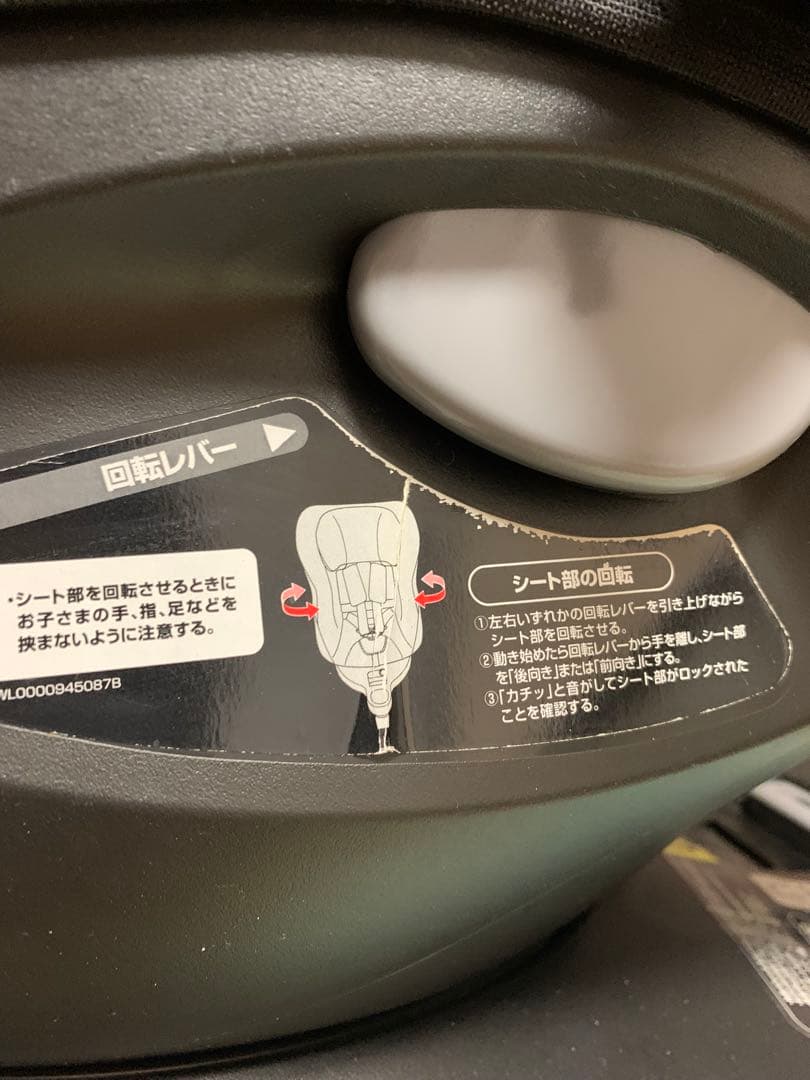 回転レバー
・シート部を回転させるときに
お子さまの手、指、足などを
挟まないように注意する。
WL0000945087B
シート部の回転
①左右いずれかの回転レバーを引き上げながら
シート部を回転させる。
②動き始めたら回転レバーから手を離し、シート部
を「後向き」または「前向き」にする。
③「カチッ」と音がしてシート部がロックされた
ことを確認する。